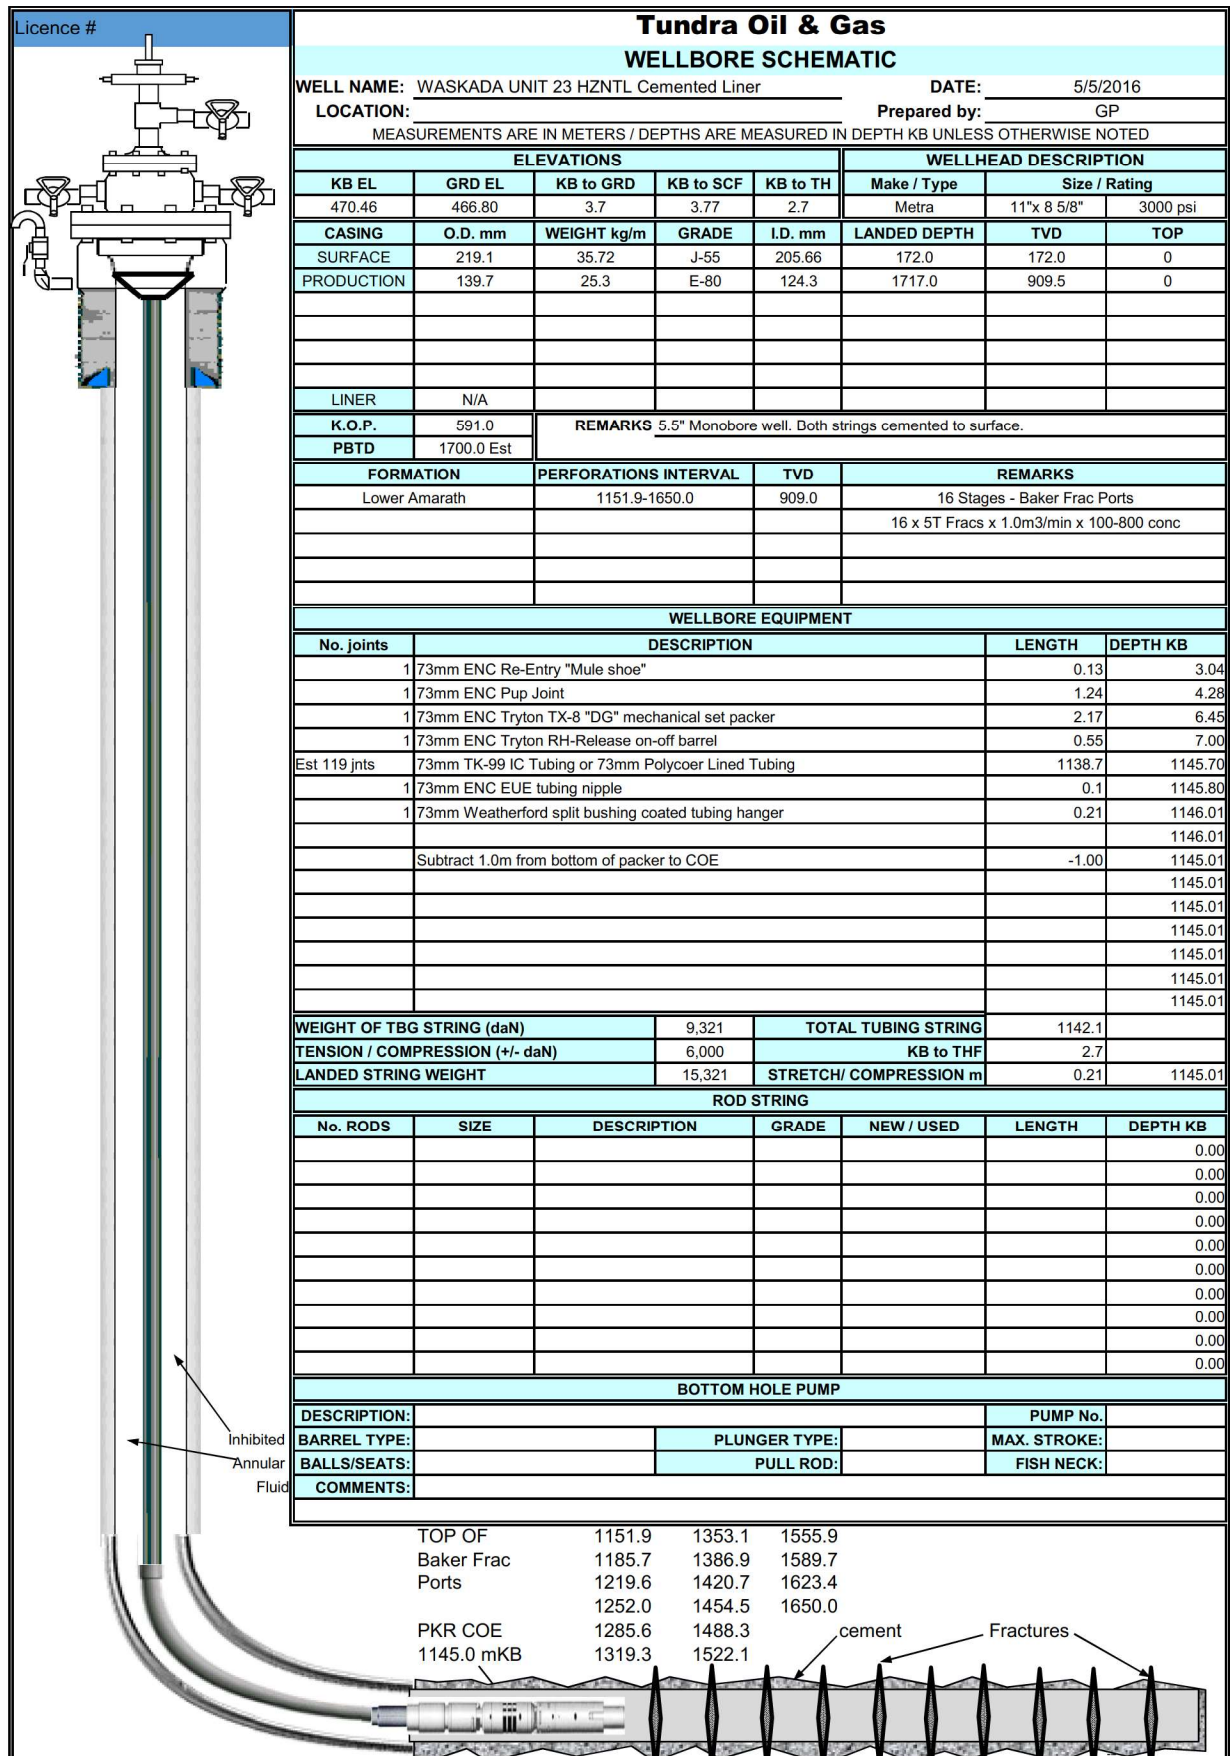 Licence #
Tundra Oil & Gas
WELLBORE SCHEMATIC
WELL NAME: WASKADA UNIT 23 HZNTL Cemented Liner DATE: 5/5/2016
LOCATION: Prepared by: GP
MEASUREMENTS ARE IN METERS / DEPTHS ARE MEASURED IN DEPTH KB UNLESS OTHERWISE NOTED
ELEVATIONS WELLHEAD DESCRIPTION
KB EL GRD EL KB to GRD KB to SCF KB to TH Make / Type Size / Rating
470.46 466.80 3.7 3.77 2.7 Metra 11"x 8 5/8" 3000 psi
CASING O.D. mm WEIGHT kg/m GRADE I.D. mm LANDED DEPTH TVD TOP
SURFACE 219.1 35.72 J-55 205.66 172.0 172.0 0
PRODUCTION 139.7 25.3 E-80 124.3 1717.0 909.5 0
LINER N/A
K.O.P. 591.0 REMARKS 5.5" Monobore well. Both strings cemented to surface.
PBTD 1700.0 Est
FORMATION PERFORATIONS INTERVAL TVD REMARKS
Lower Amarath 1151.9-1650.0 909.0 16 Stages - Baker Frac Ports
16 x 5T Fracs x 1.0m3/min x 100-800 conc
WELLBORE EQUIPMENT
No. joints DESCRIPTION LENGTH DEPTH KB
1 73mm ENC Re-Entry "Mule shoe" 0.13 3.04
1 73mm ENC Pup Joint 1.24 4.28
1 73mm ENC Tryton TX-8 "DG" mechanical set packer 2.17 6.45
1 73mm ENC Tryton RH-Release on-off barrel 0.55 7.00
Est 119 jnts 73mm TK-99 IC Tubing or 73mm Polycoer Lined Tubing 1138.7 1145.70
1 73mm ENC EUE tubing nipple 0.1 1145.80
1 73mm Weatherford split bushing coated tubing hanger 0.21 1146.01
1146.01
Subtract 1.0m from bottom of packer to COE -1.00 1145.01
1145.01
1145.01
1145.01
1145.01
1145.01
1145.01
WEIGHT OF TBG STRING (daN) 9,321 TOTAL TUBING STRING 1142.1
TENSION / COMPRESSION (+/- daN) 6,000 KB to THF 2.7
LANDED STRING WEIGHT 15,321 STRETCH/ COMPRESSION m 0.21 1145.01
ROD STRING
No. RODS SIZE DESCRIPTION GRADE NEW / USED LENGTH DEPTH KB
0.00
0.00
0.00
0.00
0.00
0.00
0.00
0.00
0.00
0.00
BOTTOM HOLE PUMP
DESCRIPTION: PUMP No.
Inhibited BARREL TYPE: PLUNGER TYPE: MAX. STROKE:
Annular BALLS/SEATS: PULL ROD: FISH NECK:
Fluid COMMENTS:
TOP OF 1151.9 1353.1 1555.9
Baker Frac 1185.7 1386.9 1589.7
Ports 1219.6 1420.7 1623.4
1252.0 1454.5 1650.0
PKR COE 1285.6 1488.3 cement Fractures
1145.0 mKB 1319.3 1522.1